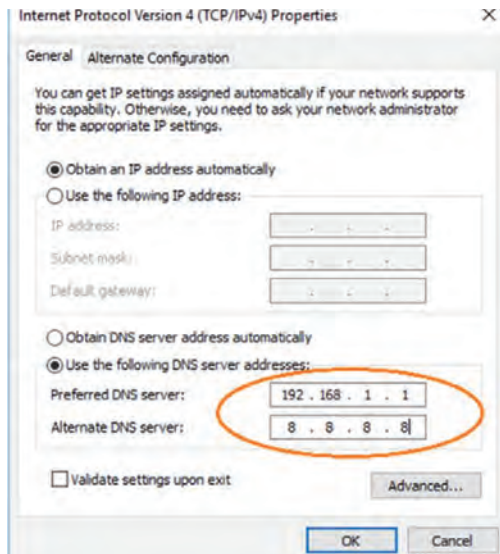 Internet Protocol Version 4 (TCP/IPv4) Properties
General Alternate Configuration
You can get IP settings assigned automatically if your network supports
this capability. Otherwise, you need to ask your network administrator
for the appropriate IP settings.
Obtain an IP address automatically
Use the following IP address:
IP address:
Subnet mask:
Default gateway:
Obtain DNS server address automatically
Use the following DNS server addresses:
Preferred DNS server: 192 . 168 . 1 . 1
Alternate DNS server: 8 . 8 . 8 . 8
Validate settings upon exit
Advanced...
OK Cancel